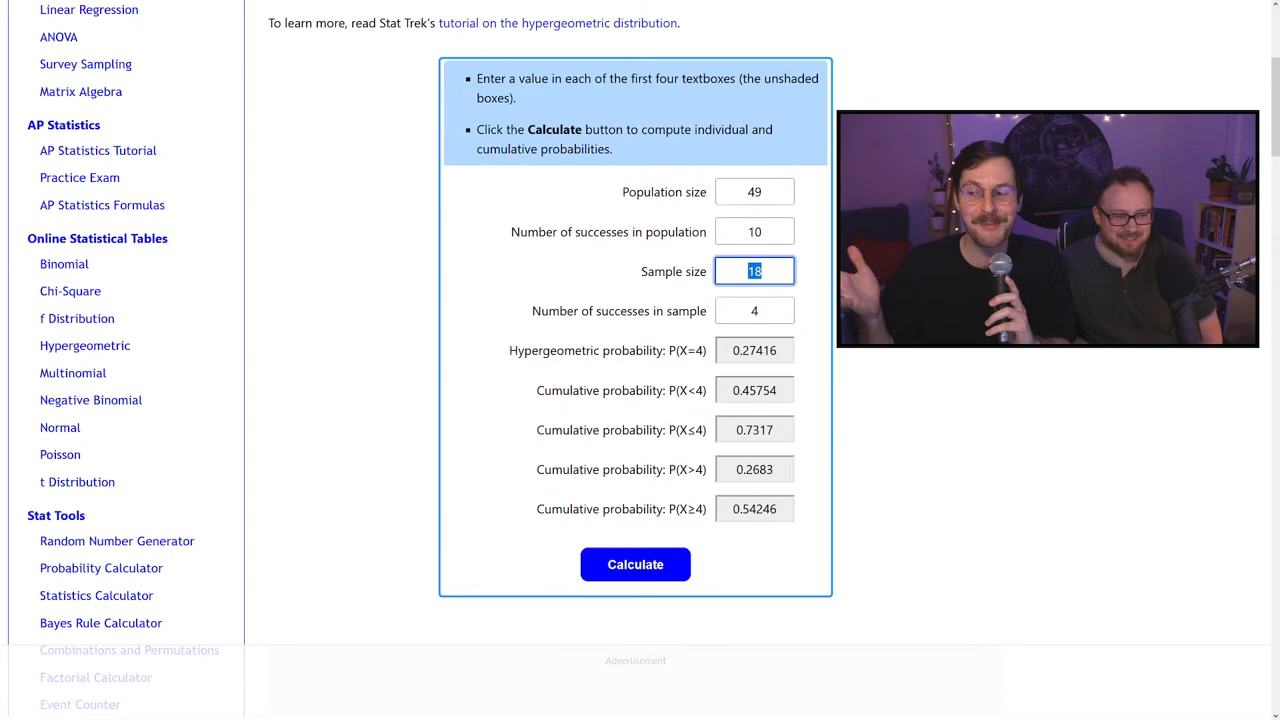 Linear Regression
ANOVA
Survey Sampling
Matrix Algebra
AP Statistics
AP Statistics Tutorial
Practice Exam
AP Statistics Formulas
Online Statistical Tables
Binomial
Chi-Square
f Distribution
Hypergeometric
Multinomial
Negative Binomial
Normal
Poisson
t Distribution
Stat Tools
Random Number Generator
Probability Calculator
Statistics Calculator
Bayes Rule Calculator
Combinations and Permutations
Factorial Calculator
Event Counter
To learn more, read Stat Trek's tutorial on the hypergeometric distribution.
▪ Enter a value in each of the first four textboxes (the unshaded
boxes).
▪ Click the Calculate button to compute individual and
cumulative probabilities.
Population size 49
Number of successes in population 10
Sample size 18
Number of successes in sample 4
Hypergeometric probability: P(X=4) 0.27416
Cumulative probability: P(X<4) 0.45754
Cumulative probability: P(X≤4) 0.7317
Cumulative probability: P(X>4) 0.2683
Cumulative probability: P(X≥4) 0.54246
Calculate
Advertisement